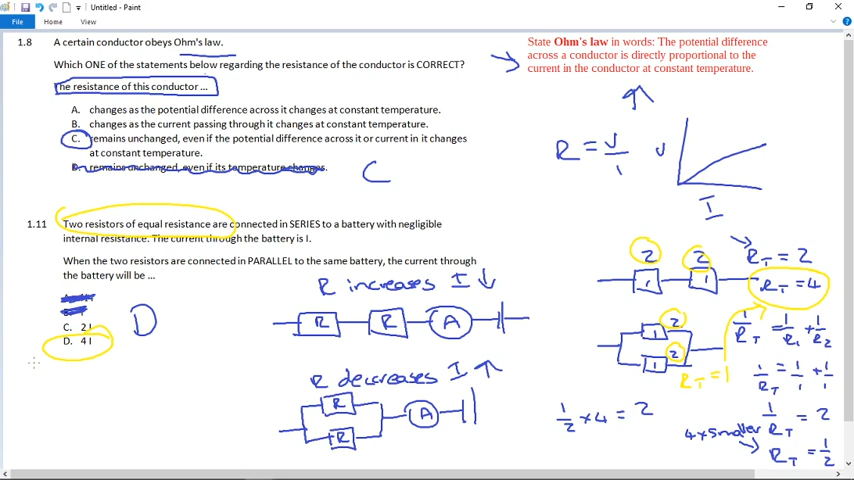 Untitled - Paint
File Home View
1.8 A certain conductor obeys Ohm's law.
Which ONE of the statements below regarding the resistance of the conductor is CORRECT?
The resistance of this conductor ...
A. changes as the potential difference across it changes at constant temperature.
B. changes as the current passing through it changes at constant temperature.
C. remains unchanged, even if the potential difference across it or current in it changes
at constant temperature.
D. remains unchanged, even if its temperature changes.
C
State Ohm's law in words: The potential difference
across a conductor is directly proportional to the
current in the conductor at constant temperature.
R = V/I
V
I
1.11 Two resistors of equal resistance are connected in SERIES to a battery with negligible
internal resistance. The current through the battery is I.
When the two resistors are connected in PARALLEL to the same battery, the current through
the battery will be ...
C. 2 I
D. 4 I
D
R increases I ↓
R R A
R decreases I ↑
R A
R
2 2 RT = 2
1 1 RT = 4
2 1/RT = 1/R1 + 1/R2
1
2
1 RT = 1
1/RT = 1/1 + 1/1
1/RT = 2
1/2 × 4 = 2
4 × smaller
RT = 1/2